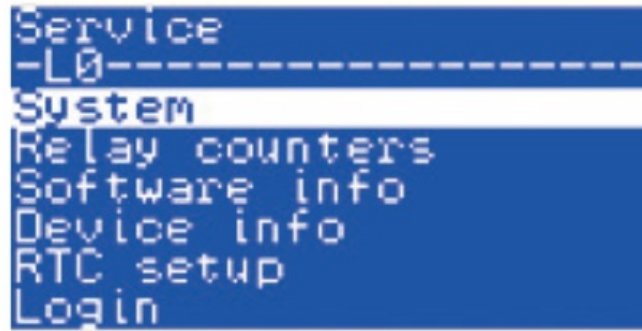 Service
-L0--------------------
System
Relay counters
Software info
Device info
RTC setup
Login